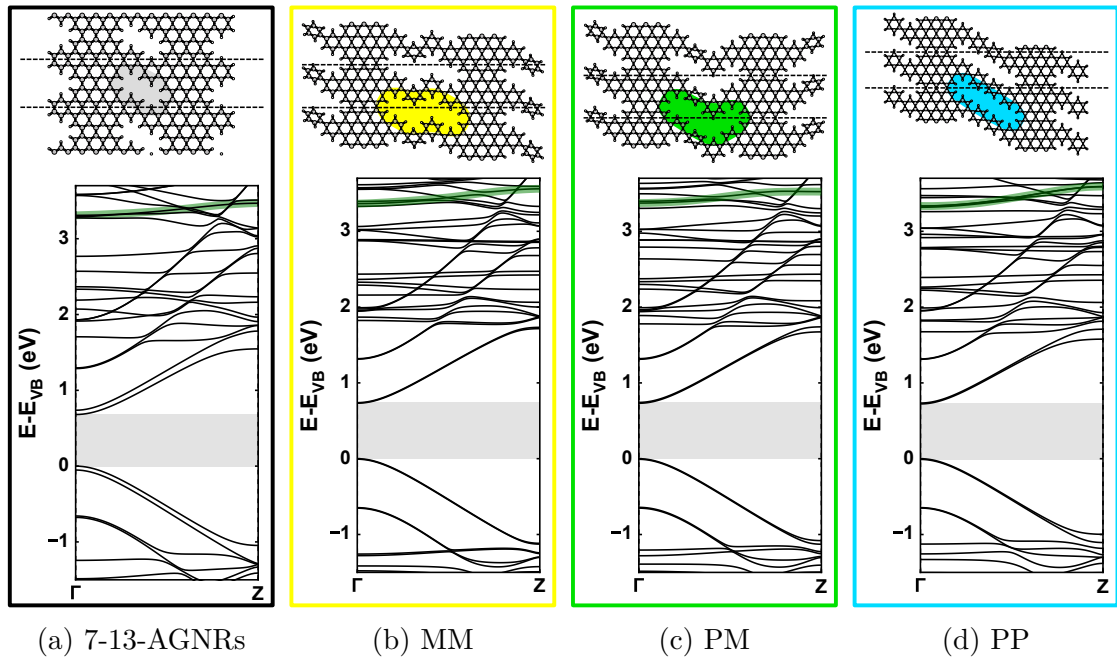 E-E_VB (eV)
3
2
1
0
−1
Γ
Z
E-E_VB (eV)
3
2
1
0
−1
Γ
Z
E-E_VB (eV)
3
2
1
0
−1
Γ
Z
E-E_VB (eV)
3
2
1
0
−1
Γ
Z
(a) 7-13-AGNRs
(b) MM
(c) PM
(d) PP